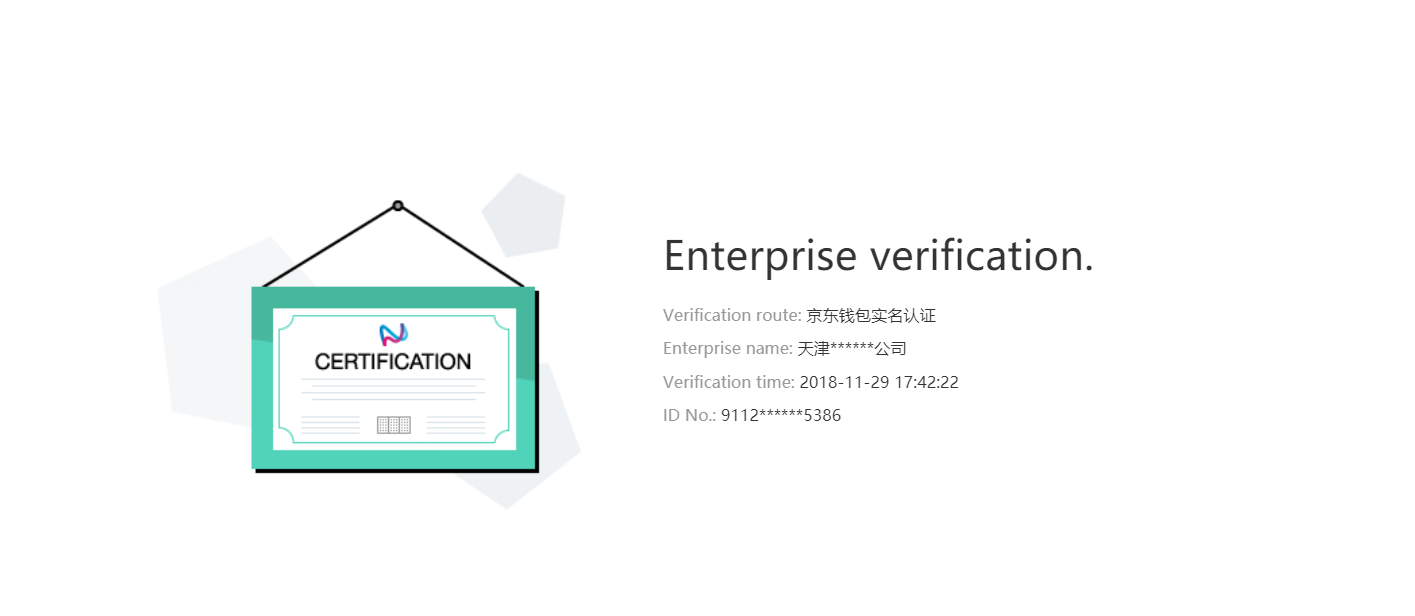 CERTIFICATION
Enterprise verification.
Verification route: 京东钱包实名认证
Enterprise name: 天津******公司
Verification time: 2018-11-29 17:42:22
ID No.: 9112******5386